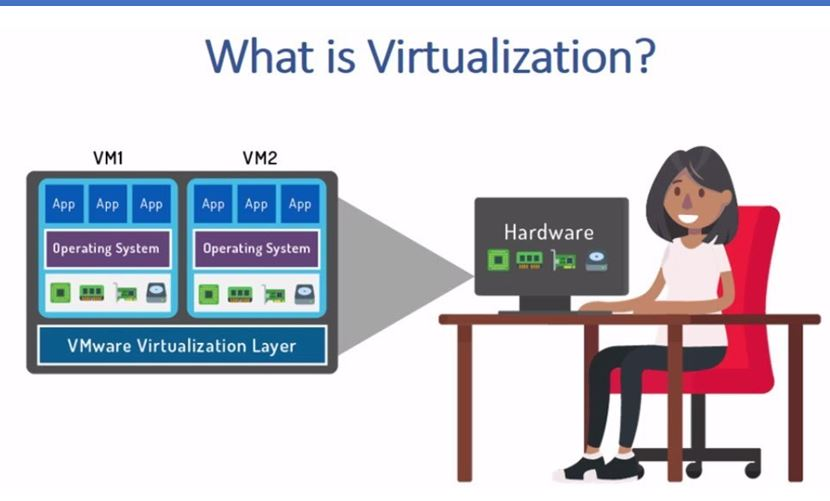 What is Virtualization?
VM1
VM2
App App App
App App App
Operating System
Operating System
VMware Virtualization Layer
Hardware